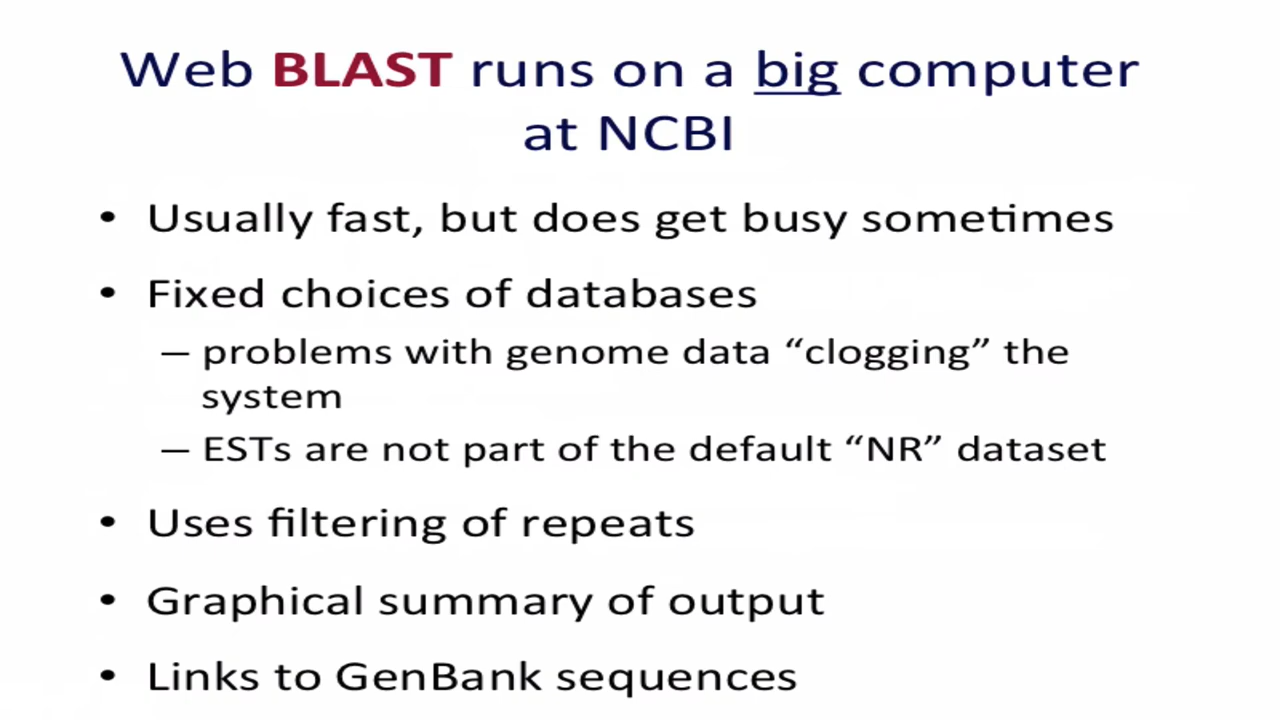 Web BLAST runs on a big computer
at NCBI
• Usually fast, but does get busy sometimes
• Fixed choices of databases
– problems with genome data “clogging” the
system
– ESTs are not part of the default “NR” dataset
• Uses filtering of repeats
• Graphical summary of output
• Links to GenBank sequences